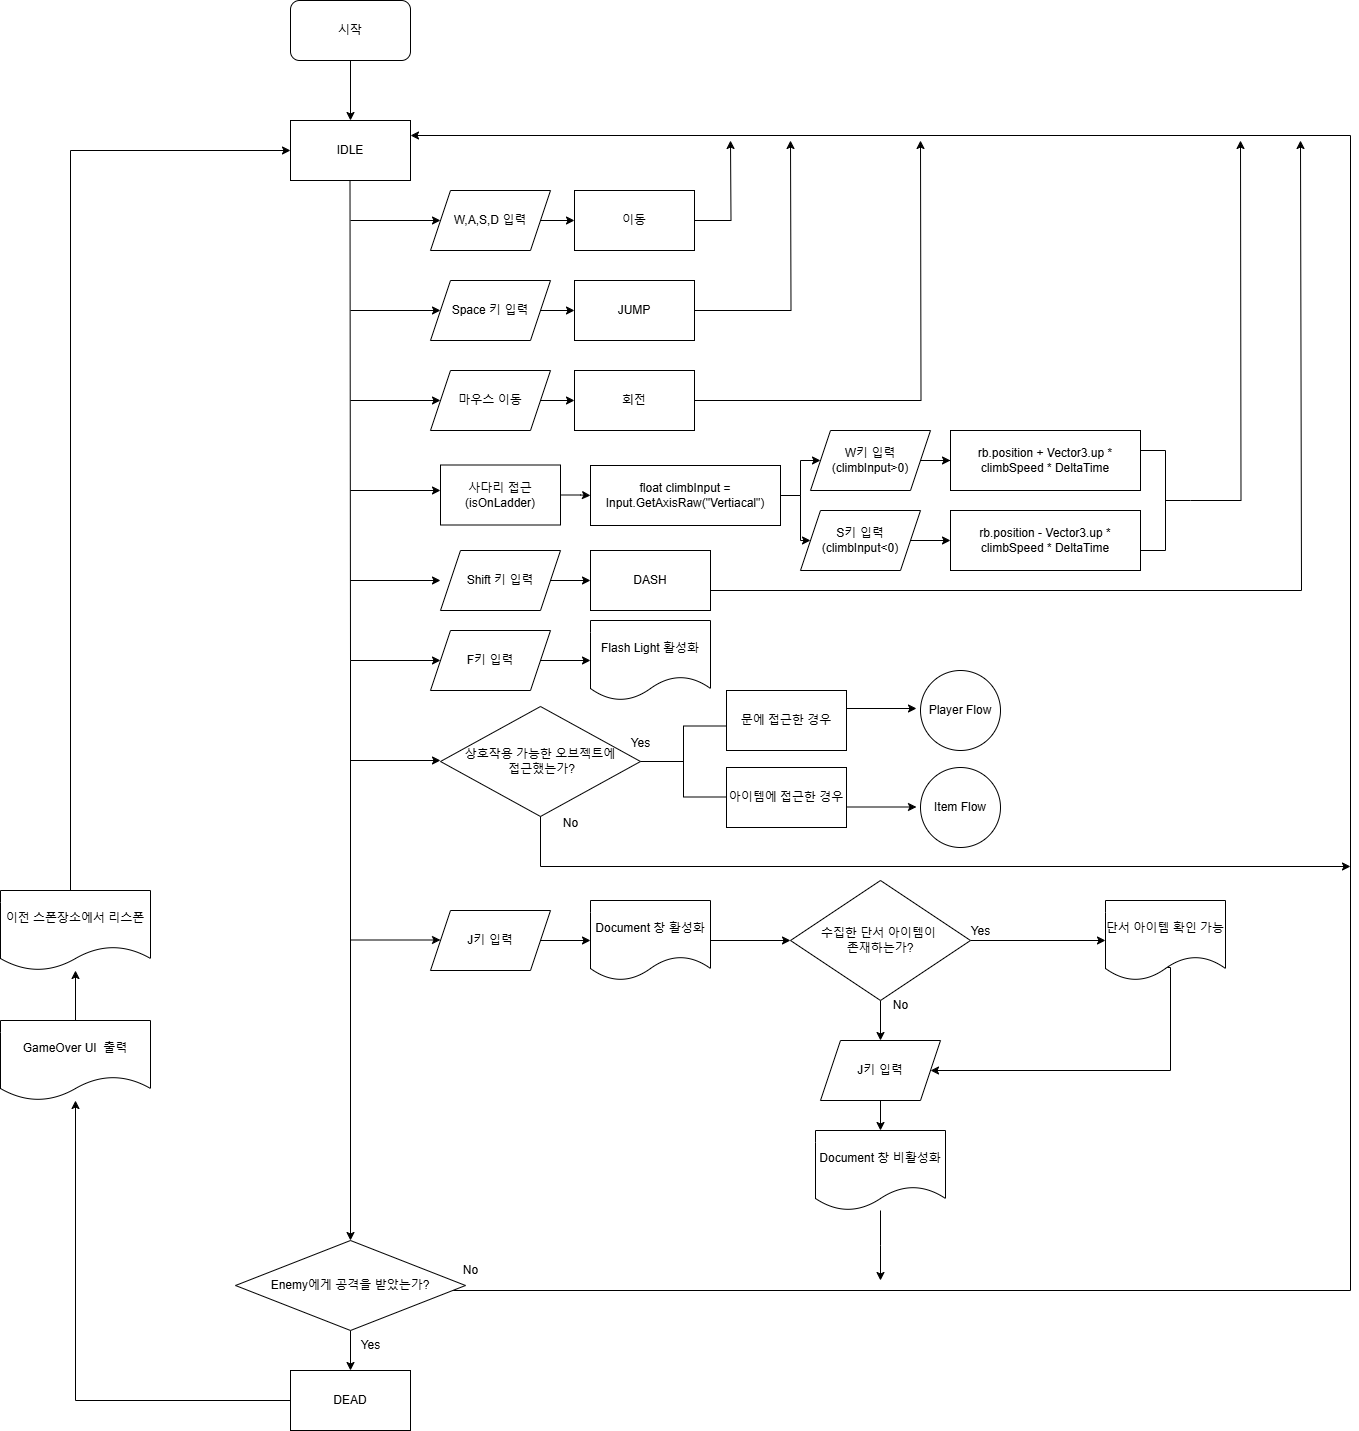 시작
IDLE
W,A,S,D 입력
이동
Space 키 입력
JUMP
마우스 이동
회전
사다리 접근
(isOnLadder)
float climbInput =
Input.GetAxisRaw("Vertiacal")
W키 입력
(climbInput>0)
rb.position + Vector3.up *
climbSpeed * DeltaTime
S키 입력
(climbInput<0)
rb.position - Vector3.up *
climbSpeed * DeltaTime
Shift 키 입력
DASH
F키 입력
Flash Light 활성화
상호작용 가능한 오브젝트에
접근했는가?
Yes
No
문에 접근한 경우
Player Flow
아이템에 접근한 경우
Item Flow
이전 스폰장소에서 리스폰
J키 입력
Document 창 활성화
수집한 단서 아이템이
존재하는가?
Yes
No
단서 아이템 확인 가능
GameOver UI  출력
J키 입력
Document 창 비활성화
Enemy에게 공격을 받았는가?
No
Yes
DEAD